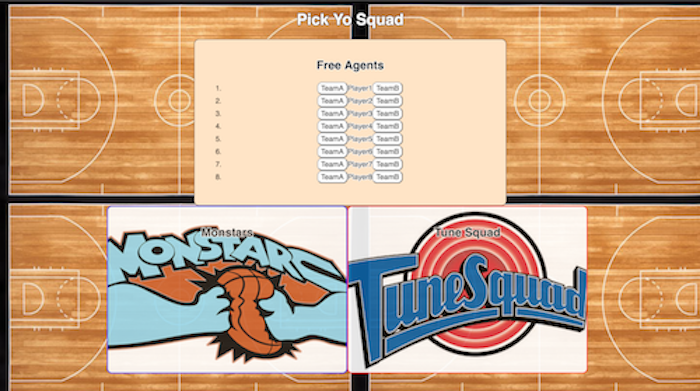 Pick Yo Squad
Free Agents
1. TeamA Player1 TeamB
2. TeamA Player2 TeamB
3. TeamA Player3 TeamB
4. TeamA Player4 TeamB
5. TeamA Player5 TeamB
6. TeamA Player6 TeamB
7. TeamA Player7 TeamB
8. TeamA Player8 TeamB
Monstars
MONSTARS
Tune Squad
TuneSquad